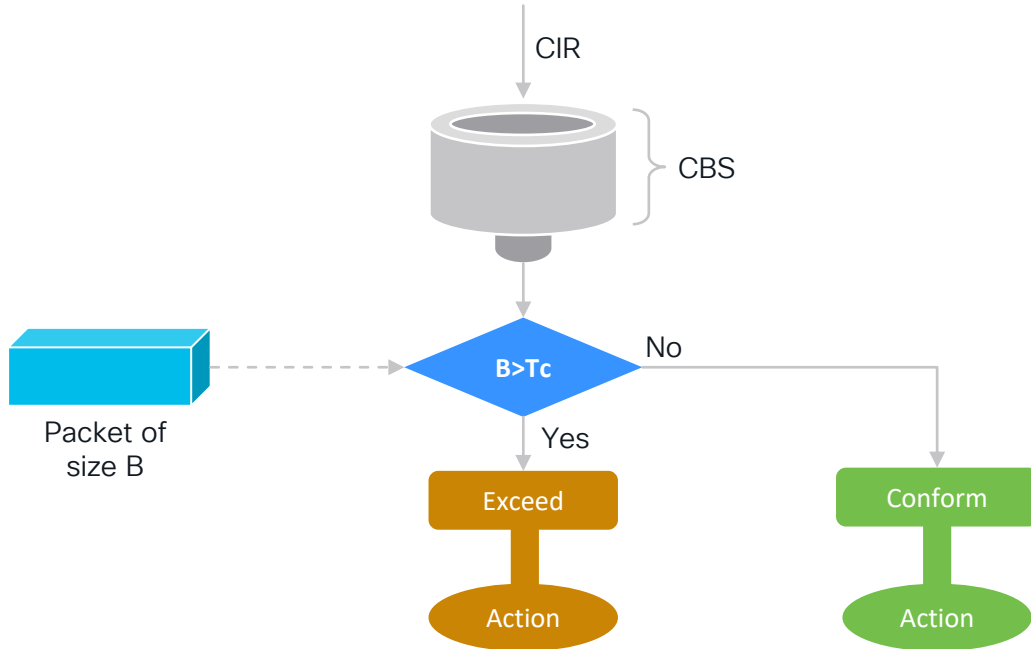 CIR
CBS
No
B>Tc
Packet of
size B
Yes
Exceed
Conform
Action
Action